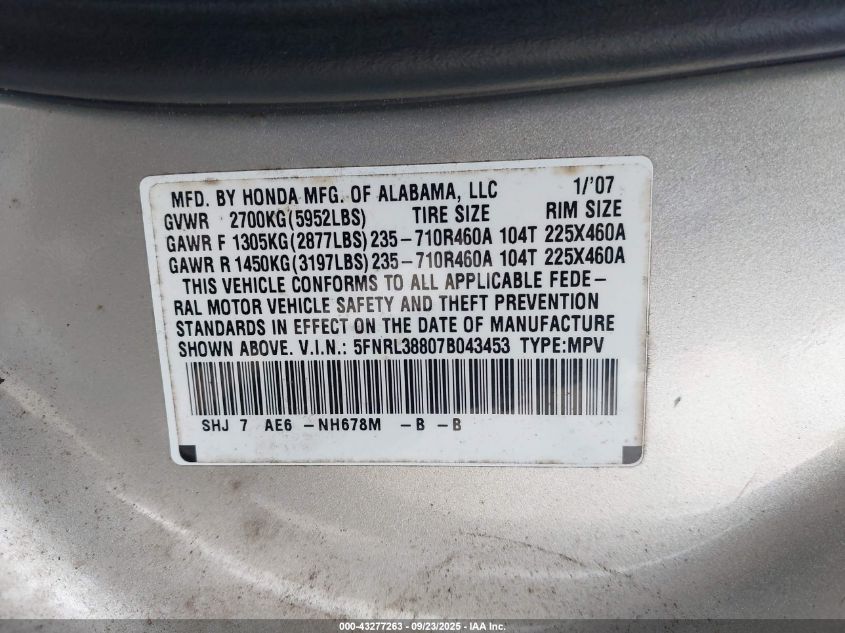 MFD. BY HONDA MFG. OF ALABAMA, LLC 1/'07
GVWR 2700KG(5952LBS) TIRE SIZE RIM SIZE
GAWR F 1305KG(2877LBS) 235-710R460A 104T 225X460A
GAWR R 1450KG(3197LBS) 235-710R460A 104T 225X460A
THIS VEHICLE CONFORMS TO ALL APPLICABLE FEDE-
RAL MOTOR VEHICLE SAFETY AND THEFT PREVENTION
STANDARDS IN EFFECT ON THE DATE OF MANUFACTURE
SHOWN ABOVE. V.I.N.: 5FNRL38807B043453 TYPE:MPV
SHJ 7 AE6 -NH678M -B -B
000-43277263 - 09/23/2025 - IAA Inc.